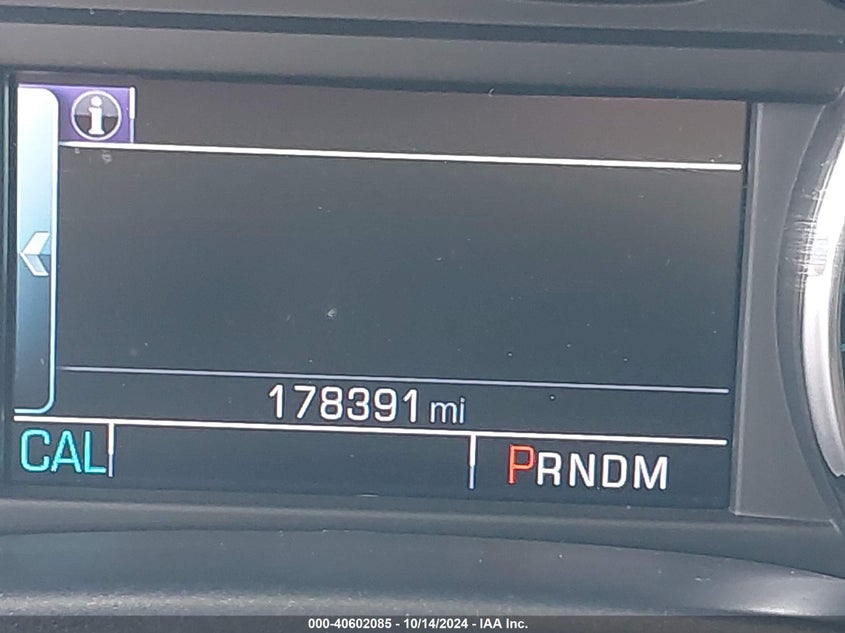 i
178391 mi
CAL
PRNDM
000-40602085 - 10/14/2024 - IAA Inc.